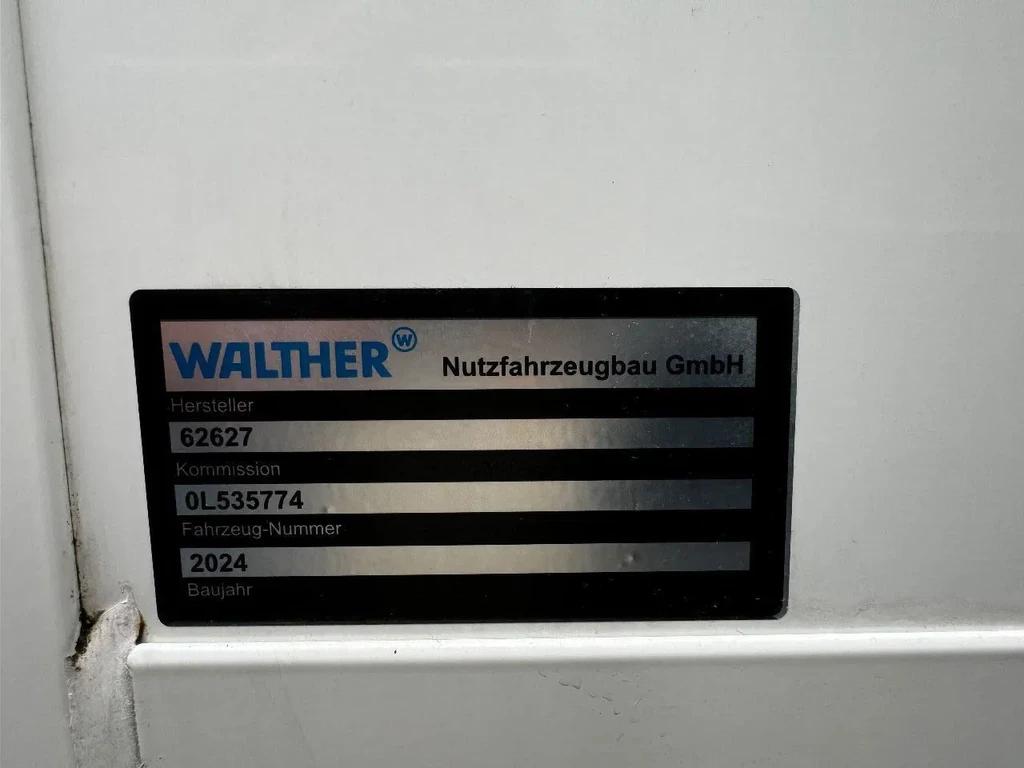 WALTHER W Nutzfahrzeugbau GmbH
Hersteller
62627
Kommission
0L535774
Fahrzeug-Nummer
2024
Baujahr